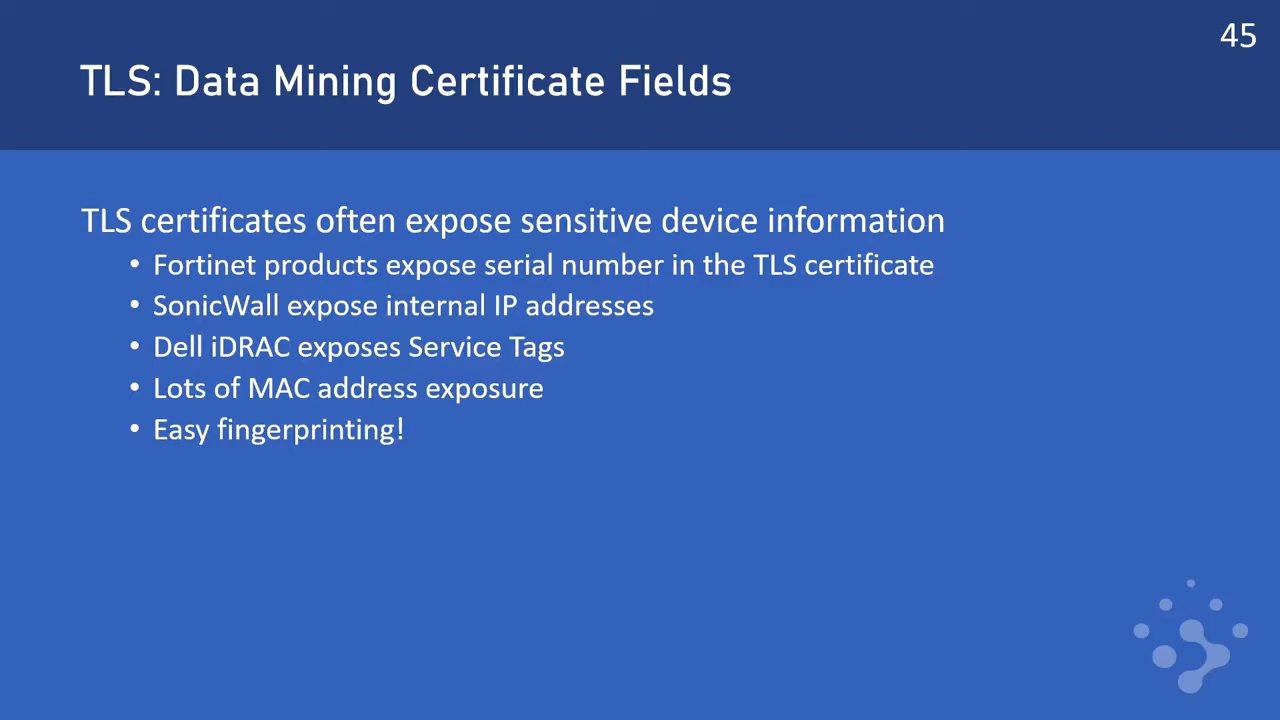 45
TLS: Data Mining Certificate Fields
TLS certificates often expose sensitive device information
• Fortinet products expose serial number in the TLS certificate
• SonicWall expose internal IP addresses
• Dell iDRAC exposes Service Tags
• Lots of MAC address exposure
• Easy fingerprinting!